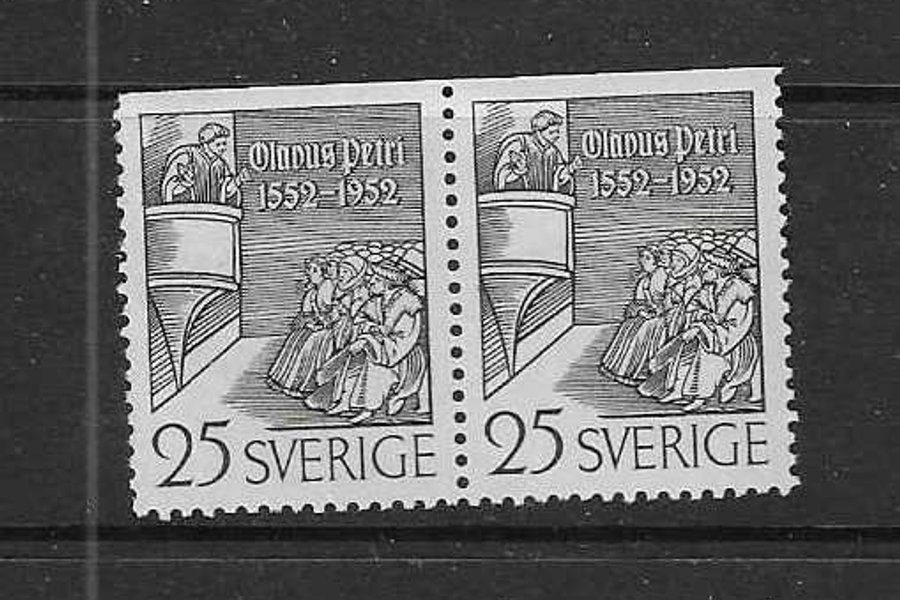 Olavus Petri
1552–1952
25 SVERIGE
Olavus Petri
1552–1952
25 SVERIGE